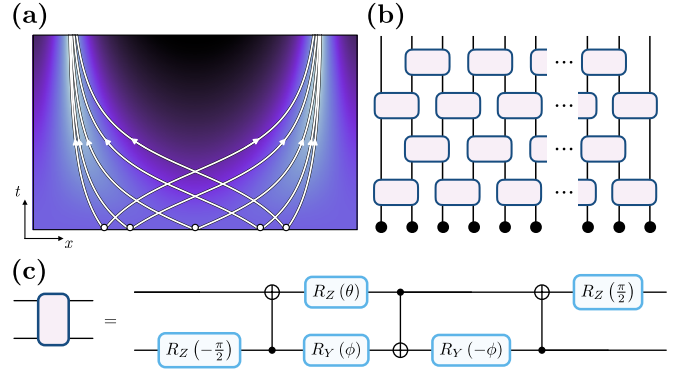 (a)
(b)
t
x
...
...
...
...
(c)
=
R_Z (θ)
R_Z (π/2)
R_Z (−π/2)
R_Y (ϕ)
R_Y (−ϕ)